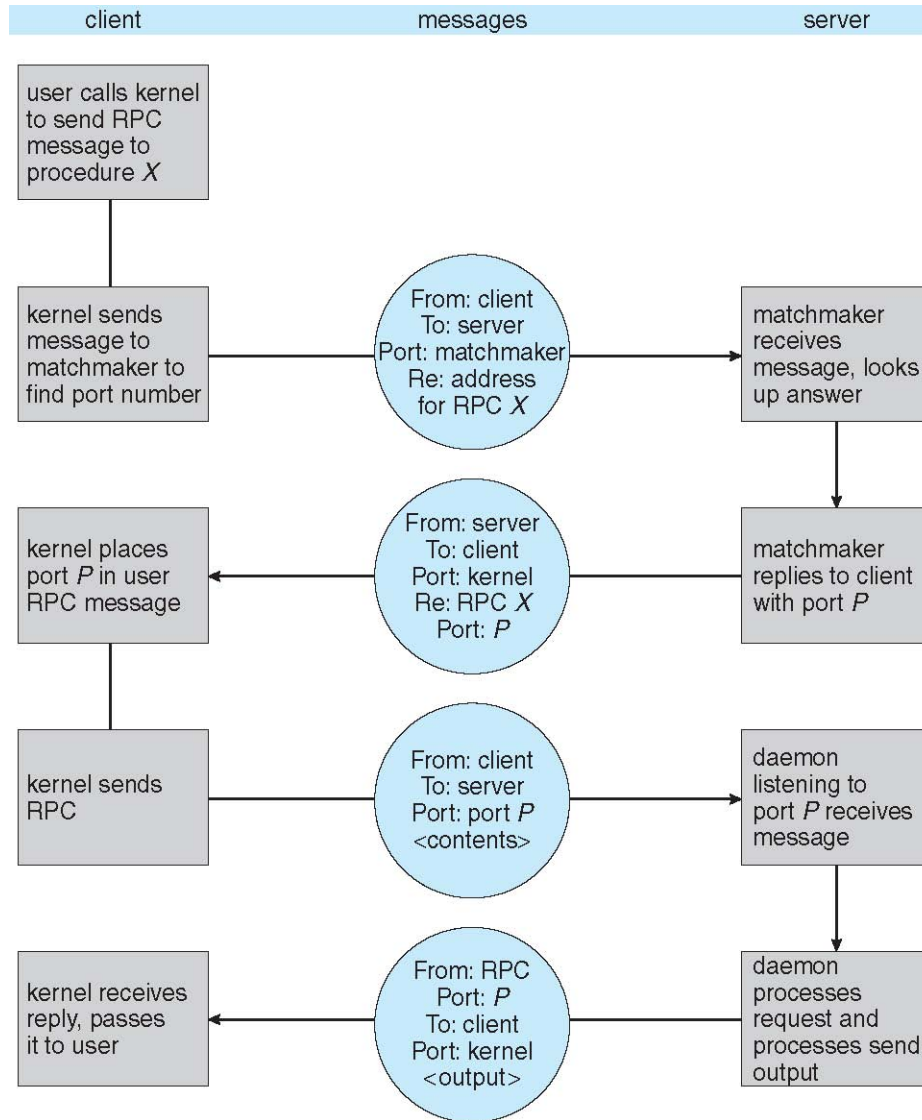 client messages server
user calls kernel
to send RPC
message to
procedure X
kernel sends
message to
matchmaker to
find port number
From: client
To: server
Port: matchmaker
Re: address
for RPC X
matchmaker
receives
message, looks
up answer
kernel places
port P in user
RPC message
From: server
To: client
Port: kernel
Re: RPC X
Port: P
matchmaker
replies to client
with port P
kernel sends
RPC
From: client
To: server
Port: port P
<contents>
daemon
listening to
port P receives
message
kernel receives
reply, passes
it to user
From: RPC
Port: P
To: client
Port: kernel
<output>
daemon
processes
request and
processes send
output